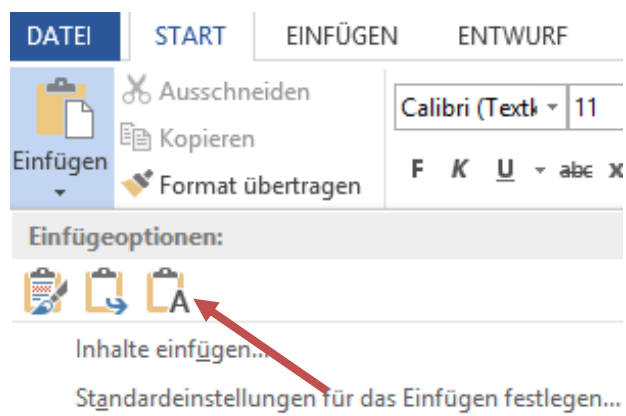 DATEI START EINFÜGEN ENTWURF
Ausschneiden
Calibri (Textk 11
Kopieren
Einfügen
F K U abc x
Format übertragen
Einfügeoptionen:
A
Inhalte einfügen...
Standardeinstellungen für das Einfügen festlegen...